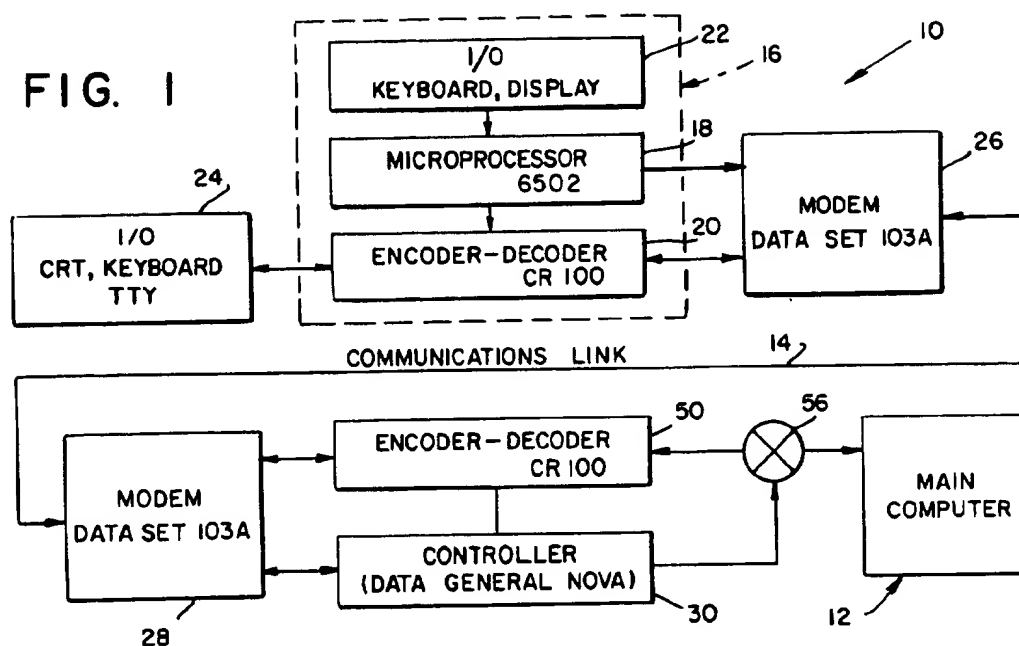 FIG. 1
I/O
KEYBOARD, DISPLAY
22
16
10
MICROPROCESSOR
6502
18
24
I/O
CRT, KEYBOARD
TTY
ENCODER-DECODER
CR 100
20
26
MODEM
DATA SET 103A
COMMUNICATIONS LINK
14
MODEM
DATA SET 103A
28
ENCODER-DECODER
CR 100
50
CONTROLLER
(DATA GENERAL NOVA)
30
56
MAIN
COMPUTER
12